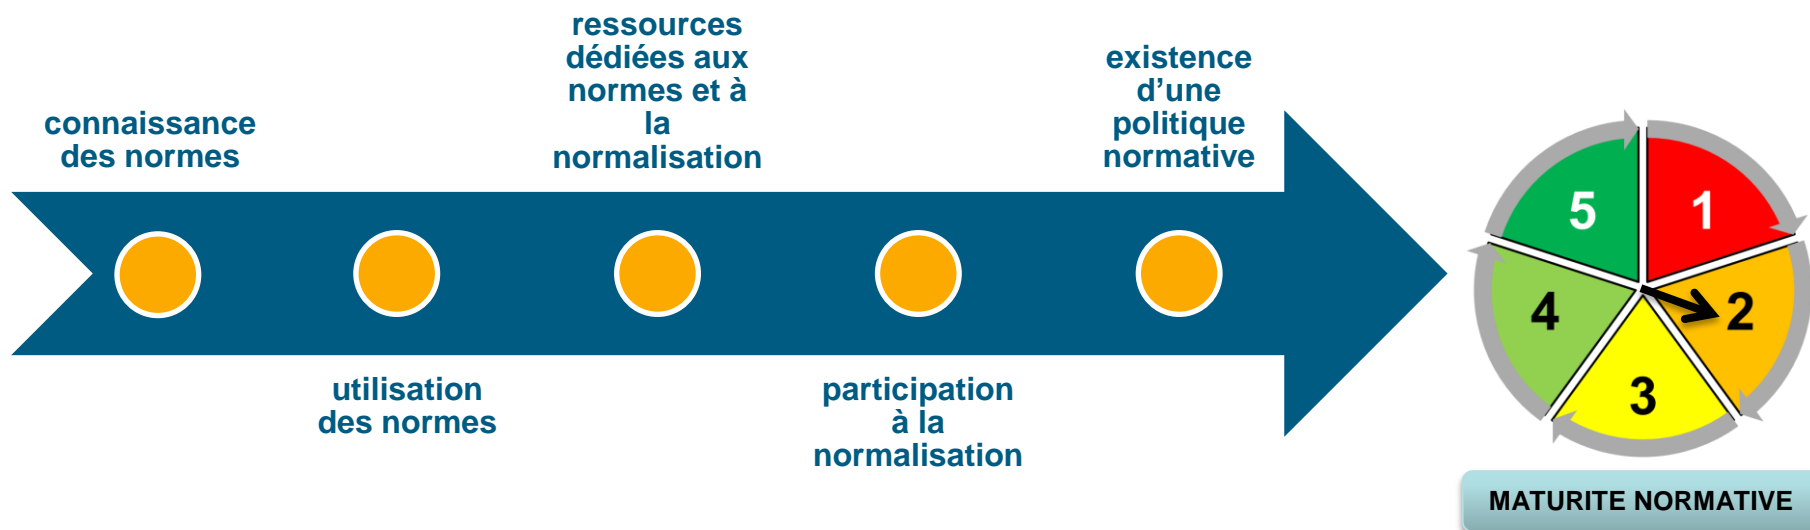 connaissance
des normes
utilisation
des normes
ressources
dédiées aux
normes et à
la
normalisation
participation
à la
normalisation
existence
d’une
politique
normative
5
1
4
2
3
MATURITE NORMATIVE